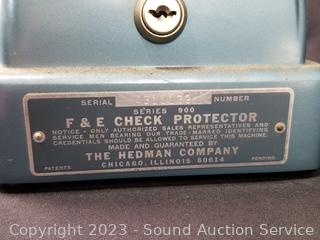 SERIAL NUMBER
SERIES 900
F & E CHECK PROTECTOR
NOTICE - ONLY AUTHORIZED SALES REPRESENTATIVES AND
SERVICE MEN BEARING OUR TRADE-MARKED IDENTIFYING
CREDENTIALS SHOULD BE ALLOWED TO SERVICE THIS MACHINE.
MADE AND GUARANTEED BY
THE HEDMAN COMPANY
CHICAGO, ILLINOIS 60614
PATENTS PENDING
Copyright 2023 - Sound Auction Service